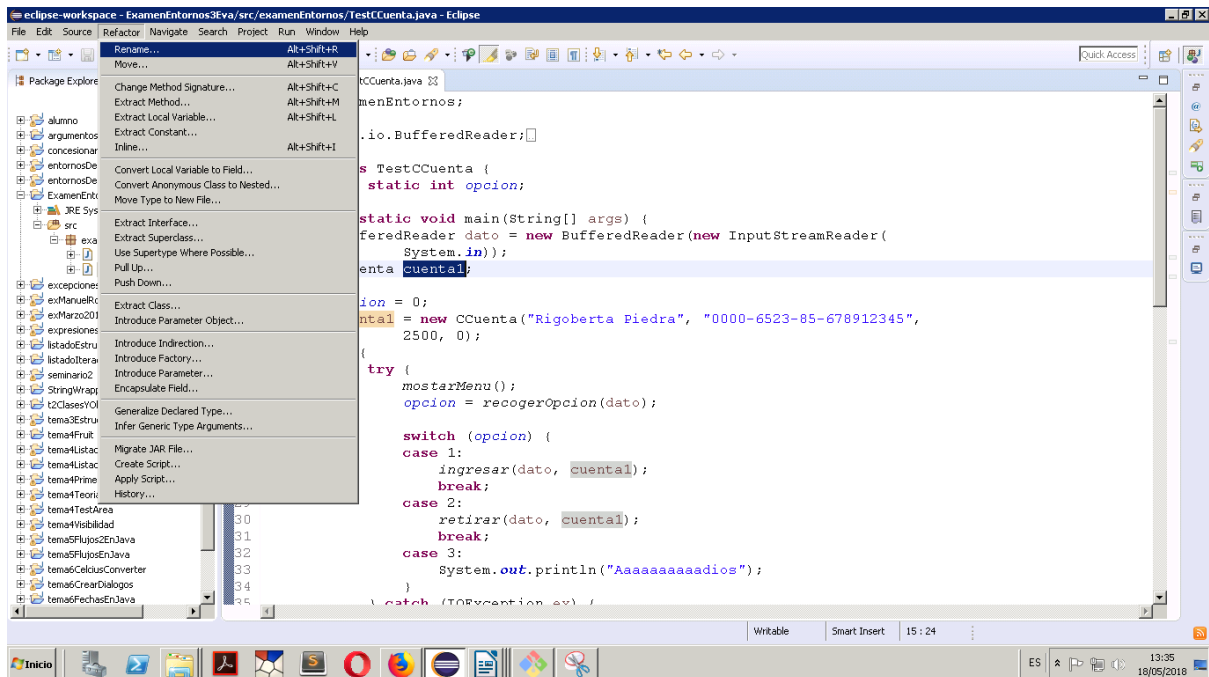 eclipse-workspace - ExamenEntornos3Eva/src/examenEntornos/TestCCuenta.java - Eclipse
File Edit Source Refactor Navigate Search Project Run Window Help
Quick Access
Rename... Alt+Shift+R
Move... Alt+Shift+V
Change Method Signature... Alt+Shift+C
Extract Method... Alt+Shift+M
Extract Local Variable... Alt+Shift+L
Extract Constant...
Inline... Alt+Shift+I
Convert Local Variable to Field...
Convert Anonymous Class to Nested...
Move Type to New File...
Extract Interface...
Extract Superclass...
Use Supertype Where Possible...
Pull Up...
Push Down...
Extract Class...
Introduce Parameter Object...
Introduce Indirection...
Introduce Factory...
Introduce Parameter...
Encapsulate Field...
Generalize Declared Type...
Infer Generic Type Arguments...
Migrate JAR File...
Create Script...
Apply Script...
History...
Package Explore
alumno
argumentos
concesionar
entornosDe
entornosDe
ExamenEnto
JRE Sys
src
exa
excepciones
exManuelRo
exMarzo201
expresiones
listadoEstru
listadoItera
seminario2
StringWrapp
t2ClasesYOl
tema3Estru
tema4Fruit
tema4Listac
tema4Listac
tema4Prime
tema4Teoria
tema4TestArea
tema4Visibilidad
tema5Flujos2EnJava
tema5FlujosEnJava
tema6CelciusConverter
tema6CrearDialogos
tema6FechasEnJava
tCCuenta.java
menEntornos;
.io.BufferedReader;
s TestCCuenta {
static int opcion;
static void main(String[] args) {
feredReader dato = new BufferedReader(new InputStreamReader(
System.in));
enta cuenta1;
ion = 0;
nta1 = new CCuenta("Rigoberta Piedra", "0000-6523-85-678912345",
2500, 0);
{
try {
mostarMenu();
opcion = recogerOpcion(dato);
switch (opcion) {
case 1:
ingresar(dato, cuenta1);
break;
29 case 2:
30 retirar(dato, cuenta1);
31 break;
32 case 3:
33 System.out.println("Aaaaaaaaaadios");
34 }
35 } catch (IOException ex) {
Writable Smart Insert 15 : 24
Inicio
ES
13:35
18/05/2018